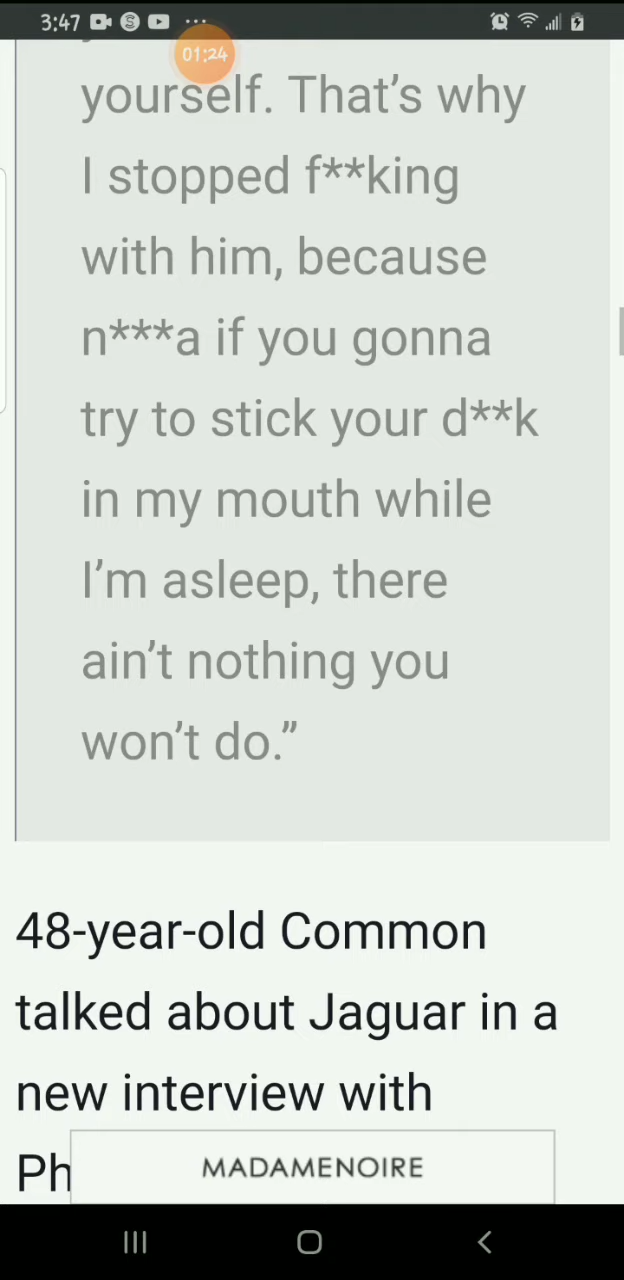 3:47
01:24
yourself. That’s why
I stopped f**king
with him, because
n***a if you gonna
try to stick your d**k
in my mouth while
I’m asleep, there
ain’t nothing you
won’t do.”
48-year-old Common
talked about Jaguar in a
new interview with
Ph
MADAMENOIRE